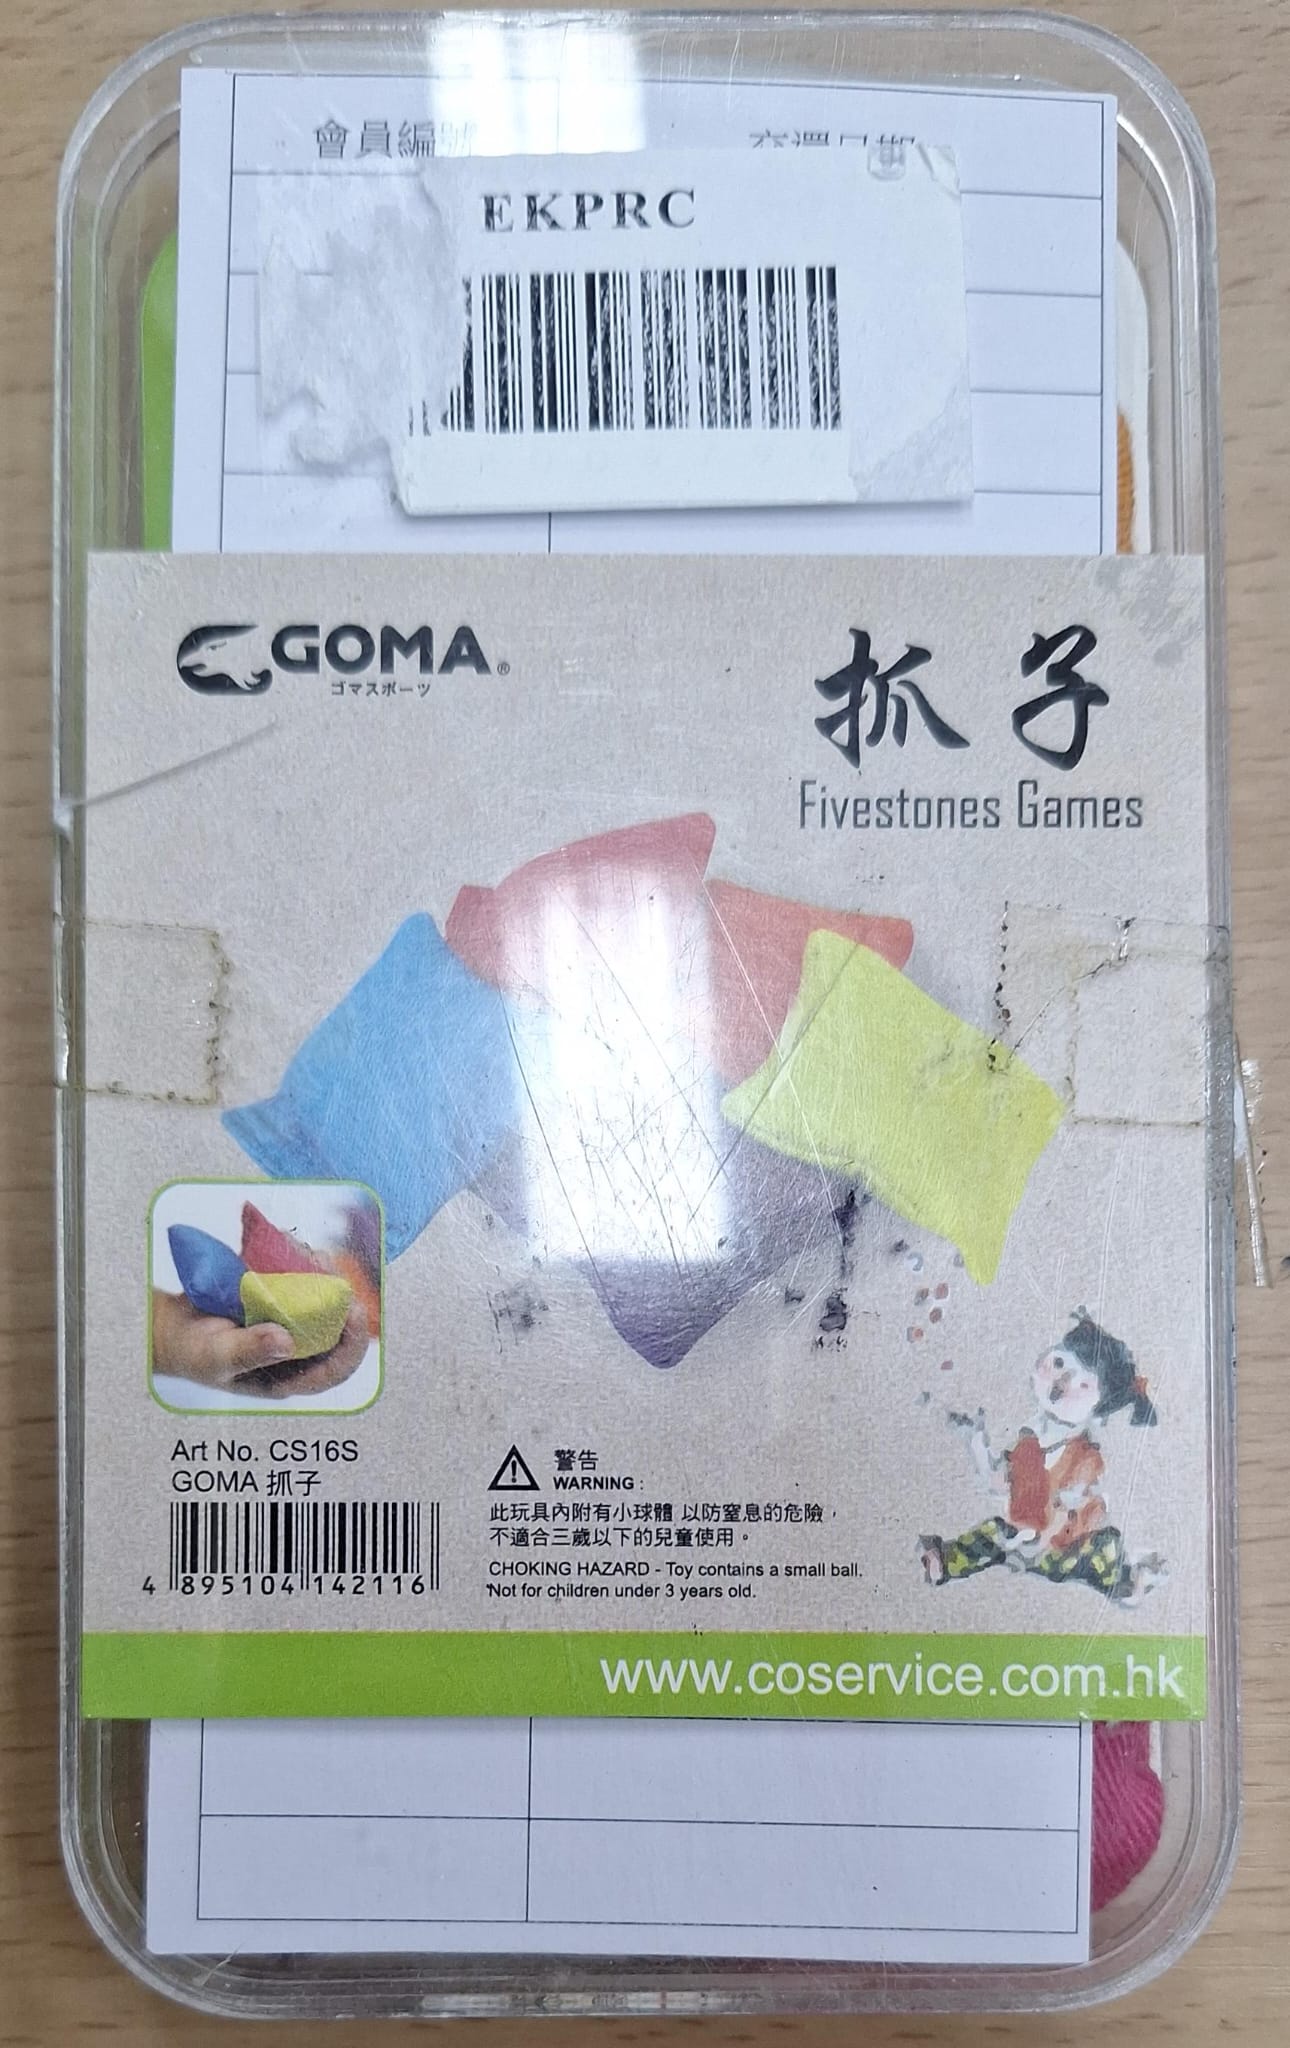 會員編號
EKPRC
GOMA®
ゴマスポーツ
抓子
Fivestones Games
Art No. CS16S
GOMA 抓子
4 895104 142116
警告
WARNING :
此玩具內附有小球體 以防窒息的危險，
不適合三歲以下的兒童使用。
CHOKING HAZARD - Toy contains a small ball.
Not for children under 3 years old.
www.coservice.com.hk